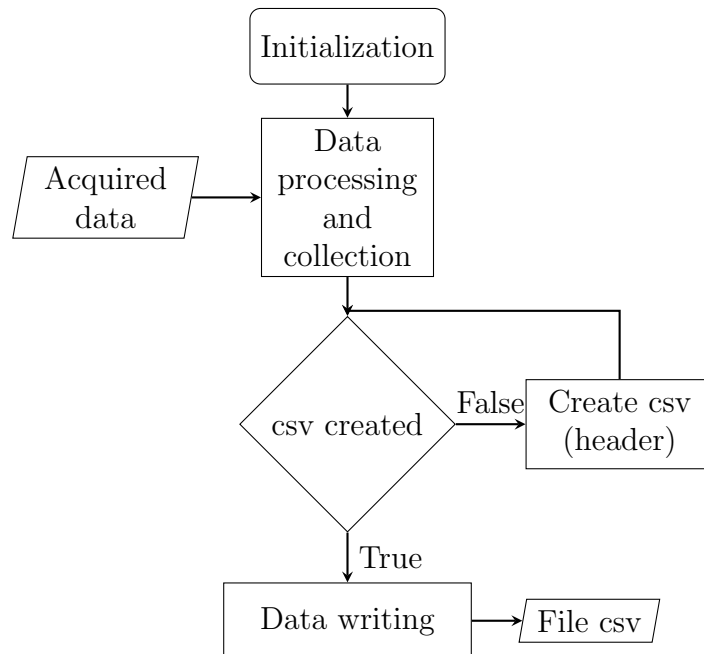 Initialization
Data
processing
and
collection
Acquired
data
csv created
False
Create csv
(header)
True
Data writing
File csv